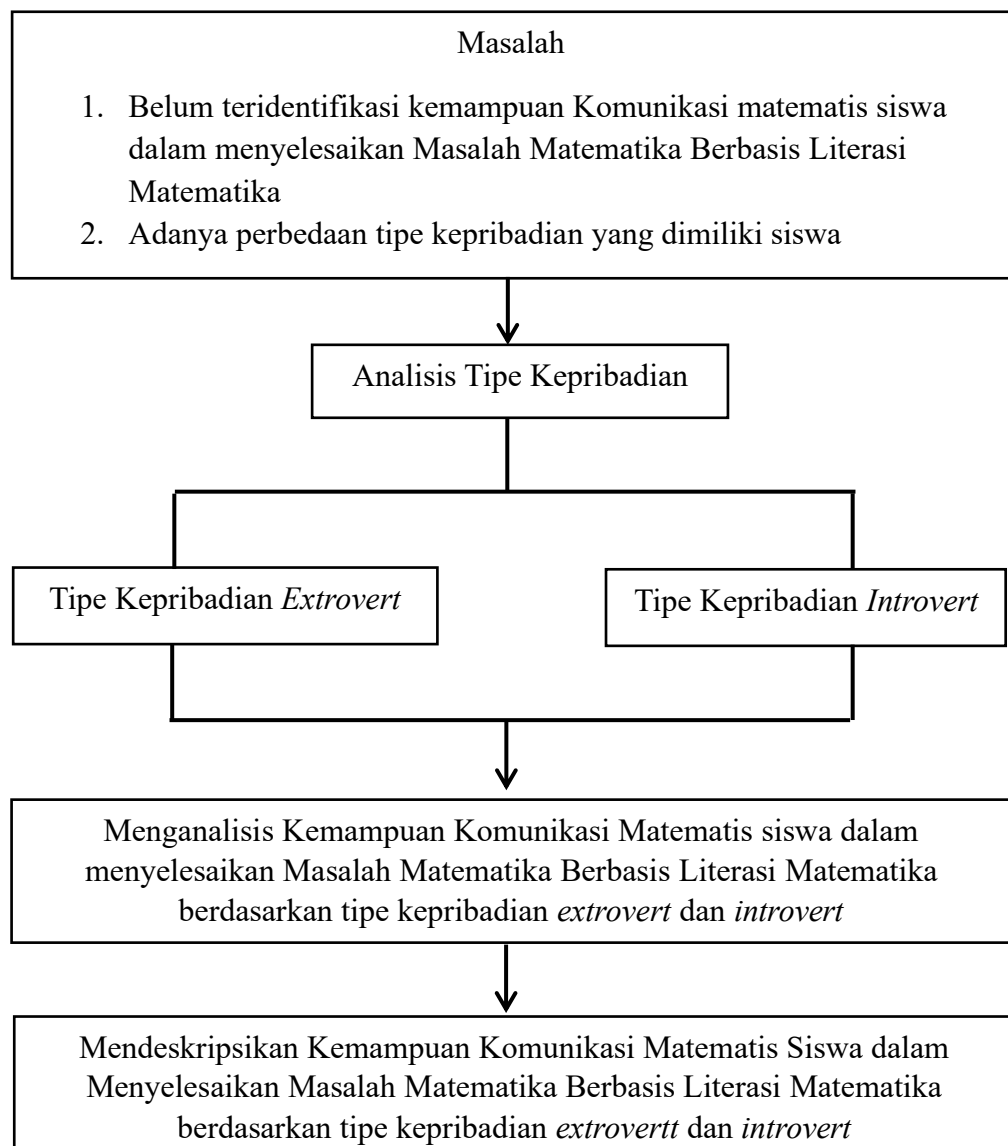 Masalah
1. Belum teridentifikasi kemampuan Komunikasi matematis siswa
dalam menyelesaikan Masalah Matematika Berbasis Literasi
Matematika
2. Adanya perbedaan tipe kepribadian yang dimiliki siswa
Analisis Tipe Kepribadian
Tipe Kepribadian Extrovert
Tipe Kepribadian Introvert
Menganalisis Kemampuan Komunikasi Matematis siswa dalam
menyelesaikan Masalah Matematika Berbasis Literasi Matematika
berdasarkan tipe kepribadian extrovert dan introvert
Mendeskripsikan Kemampuan Komunikasi Matematis Siswa dalam
Menyelesaikan Masalah Matematika Berbasis Literasi Matematika
berdasarkan tipe kepribadian extrovertt dan introvert